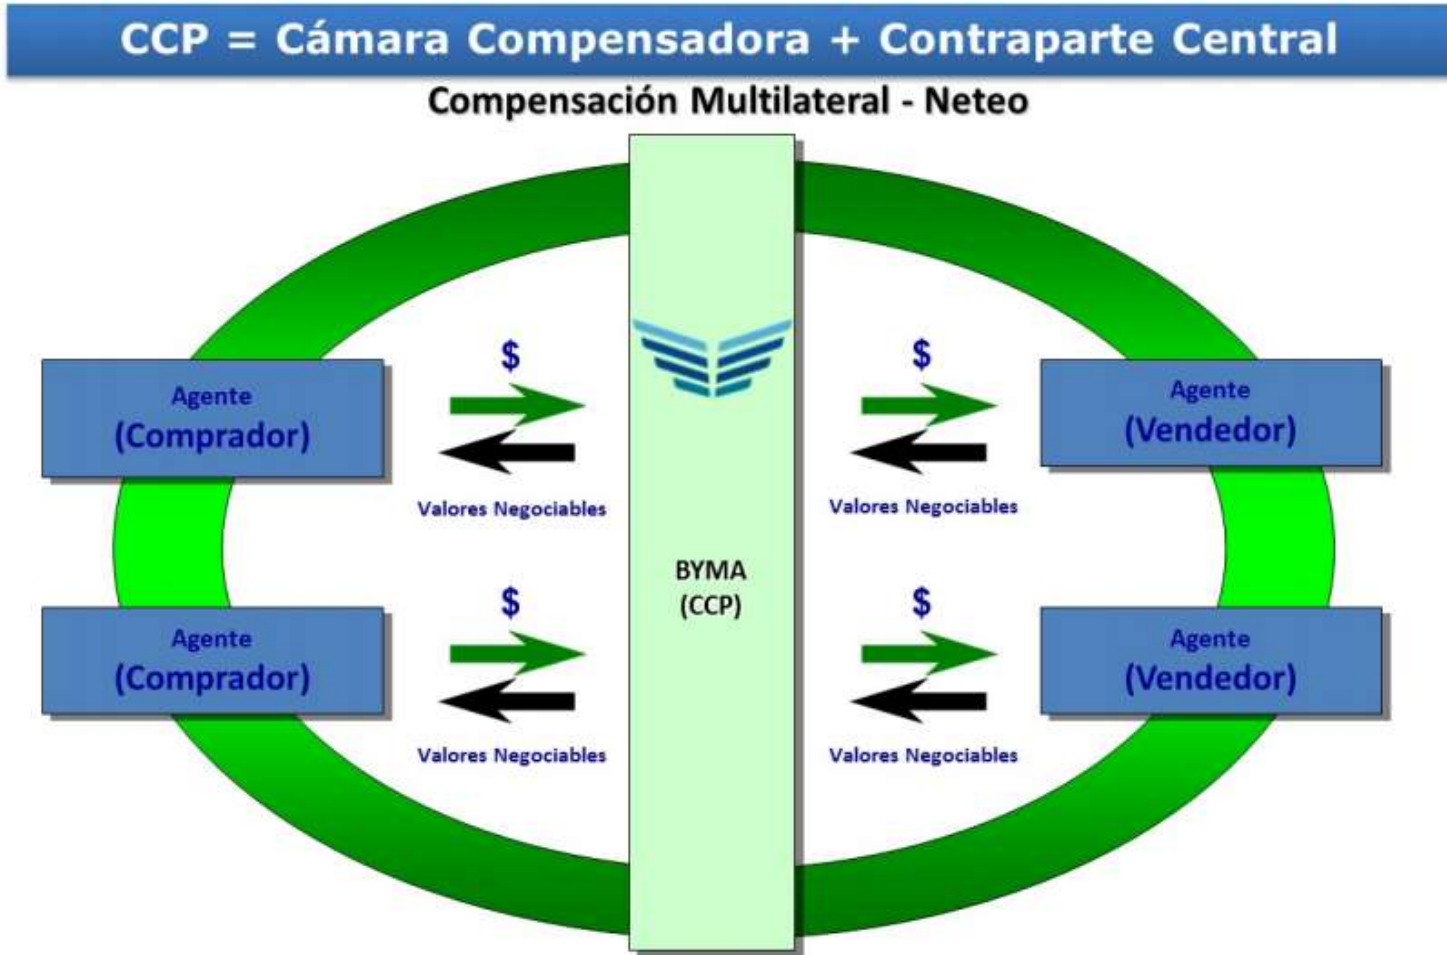 CCP = Cámara Compensadora + Contraparte Central
Compensación Multilateral - Neteo
$
$
Agente
(Comprador)
Agente
(Vendedor)
Valores Negociables
Valores Negociables
BYMA
(CCP)
$
$
Agente
(Comprador)
Agente
(Vendedor)
Valores Negociables
Valores Negociables